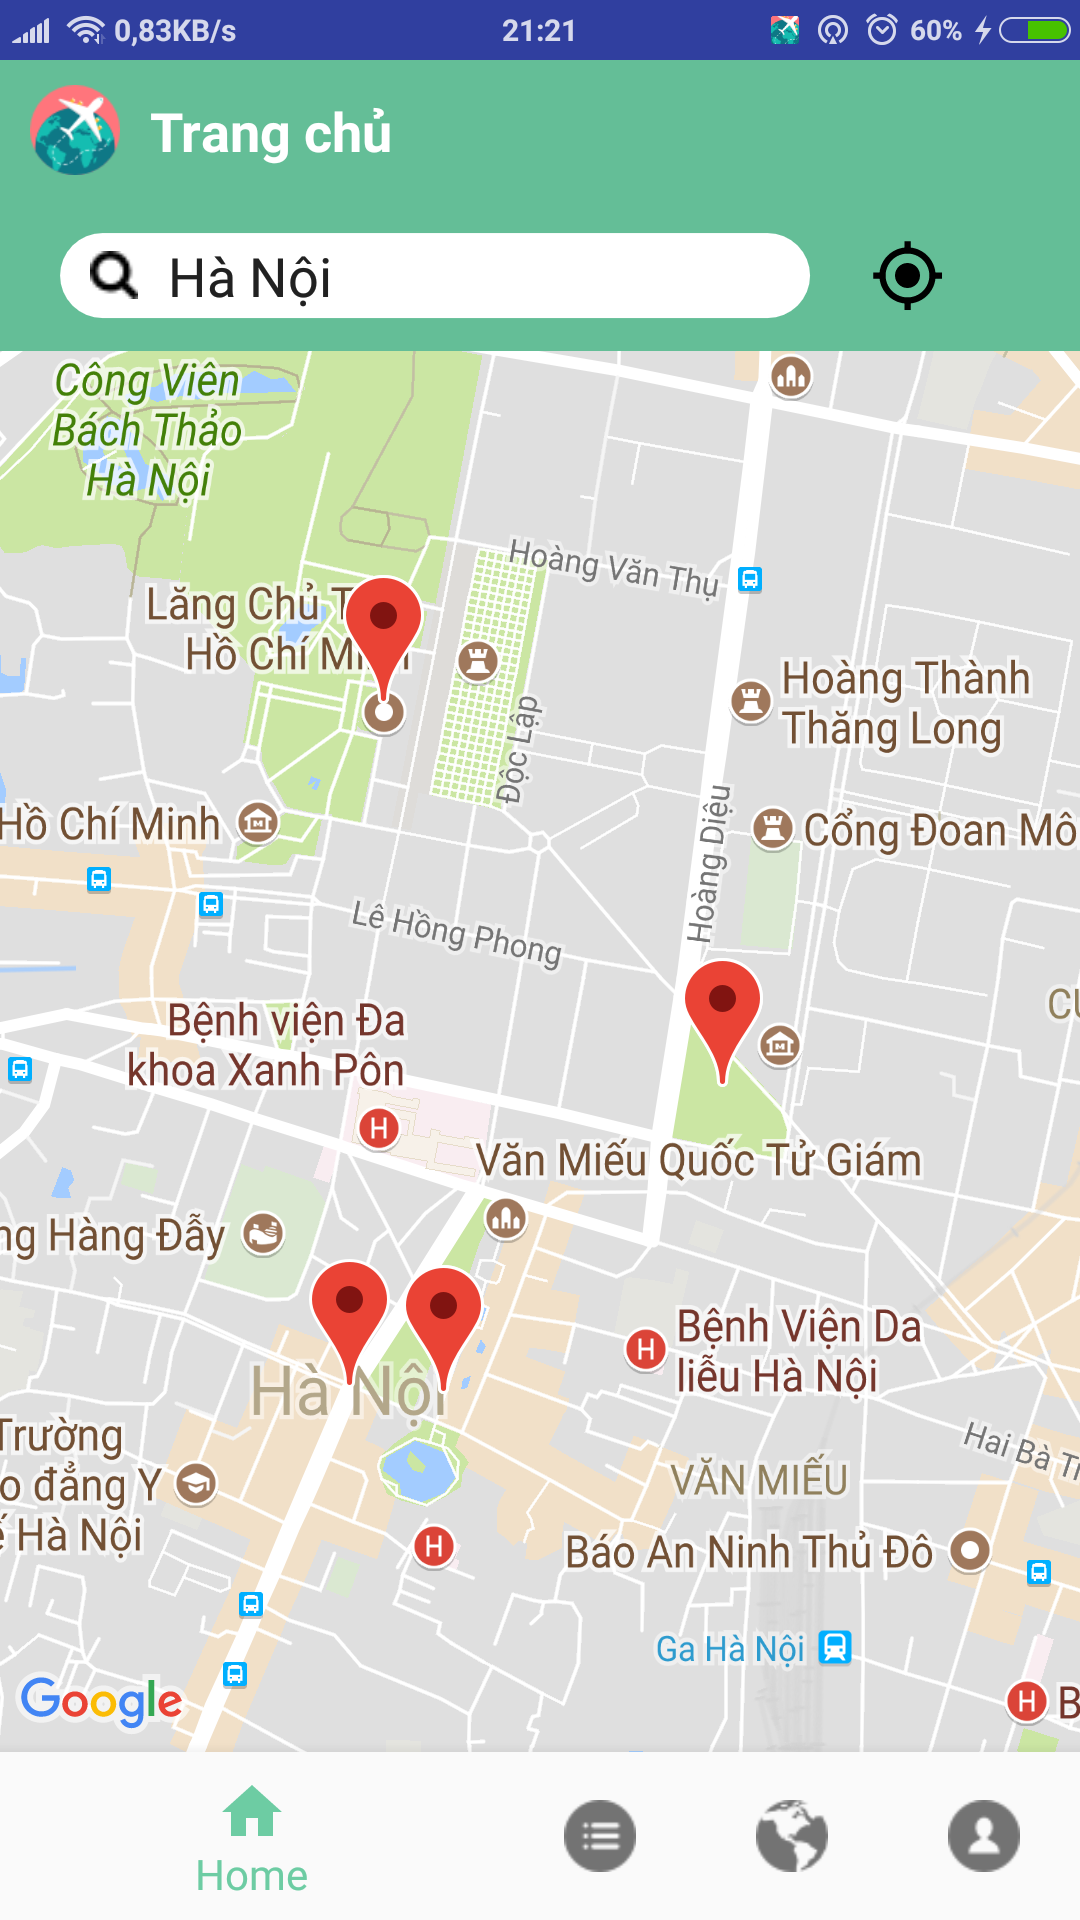 0,83KB/s 21:21 60%
Trang chủ
Hà Nội
Công Viên
Bách Thảo
Hà Nội
Hoàng Văn Thụ
Lăng Chủ T
Hồ Chí Minh
Hoàng Thành
Thăng Long
Độc Lập
Hoàng Diệu
Hồ Chí Minh
Cổng Đoan Mô
Lê Hồng Phong
Bệnh viện Đa
khoa Xanh Pôn
H
Văn Miếu Quốc Tử Giám
ng Hàng Đẫy
Bệnh Viện Da
liễu Hà Nội
H
Hà Nội
Trường
o đẳng Y
ế Hà Nội
Hai Bà Tr
VĂN MIẾU
H
Báo An Ninh Thủ Đô
Ga Hà Nội
Google
H B
Home